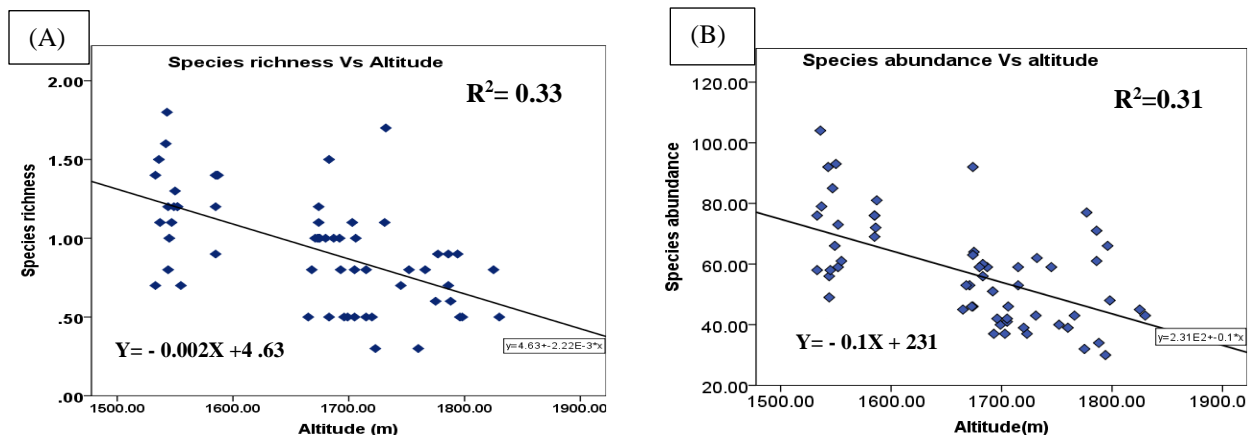 (A)
Species richness Vs Altitude
R²= 0.33
2.00
1.50
1.00
.50
.00
Species richness
Y= - 0.002X +4 .63
y=4.63+-2.22E-3*x
1500.00 1600.00 1700.00 1800.00 1900.00
Altitude (m)
(B)
Species abundance Vs altitude
R²=0.31
120.00
100.00
80.00
60.00
40.00
20.00
Species abundance
Y= - 0.1X + 231
y=2.31E2+-0.1*x
1500.00 1600.00 1700.00 1800.00 1900.0
Altitude(m)